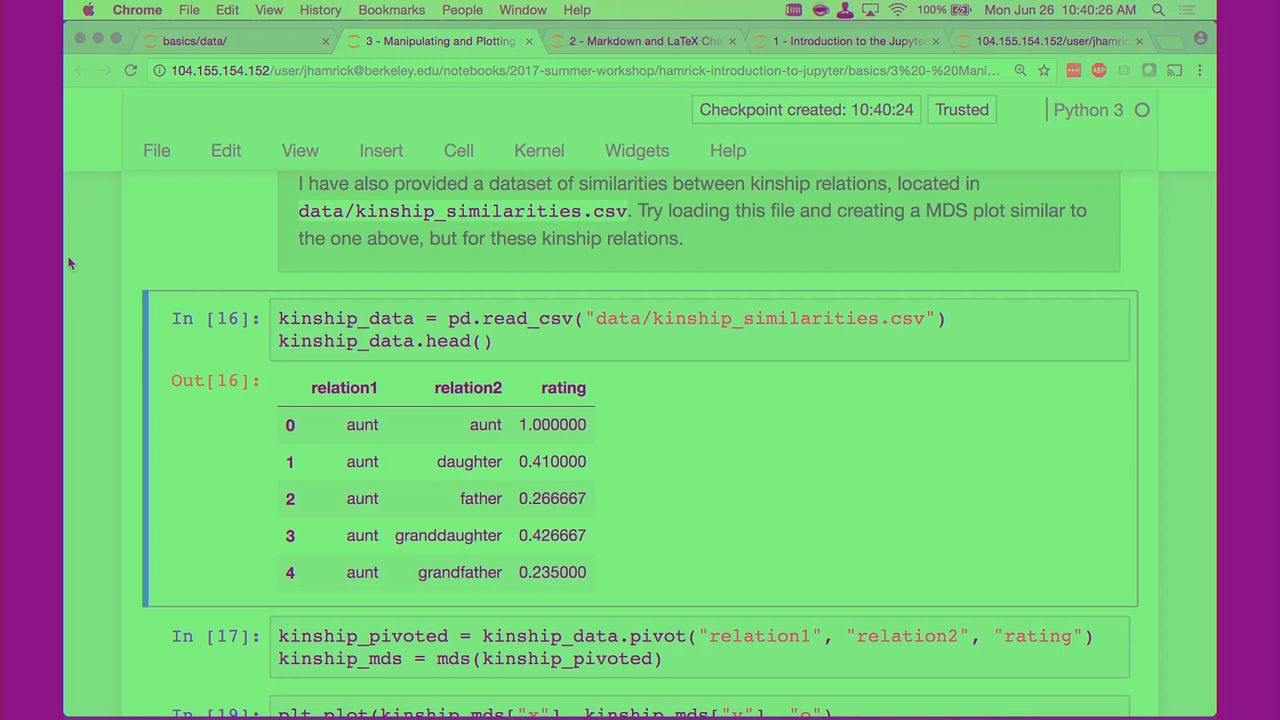 Chrome File Edit View History Bookmarks People Window Help 100% Mon Jun 26 10:40:26 AM
basics/data/ × 3 - Manipulating and Plotting × 2 - Markdown and LaTeX Che × 1 - Introduction to the Jupyte × 104.155.154.152/user/jhamric ×
104.155.154.152/user/jhamrick@berkeley.edu/notebooks/2017-summer-workshop/hamrick-introduction-to-jupyter/basics/3%20-%20Mani... ABP
Checkpoint created: 10:40:24 Trusted Python 3
File Edit View Insert Cell Kernel Widgets Help
I have also provided a dataset of similarities between kinship relations, located in
data/kinship_similarities.csv. Try loading this file and creating a MDS plot similar to
the one above, but for these kinship relations.
In [16]: kinship_data = pd.read_csv("data/kinship_similarities.csv")
kinship_data.head()
Out[16]:
relation1 relation2 rating
0 aunt aunt 1.000000
1 aunt daughter 0.410000
2 aunt father 0.266667
3 aunt granddaughter 0.426667
4 aunt grandfather 0.235000
In [17]: kinship_pivoted = kinship_data.pivot("relation1", "relation2", "rating")
kinship_mds = mds(kinship_pivoted)
In [19]: plt.plot(kinship_mds["x"], kinship_mds["y"], "o")